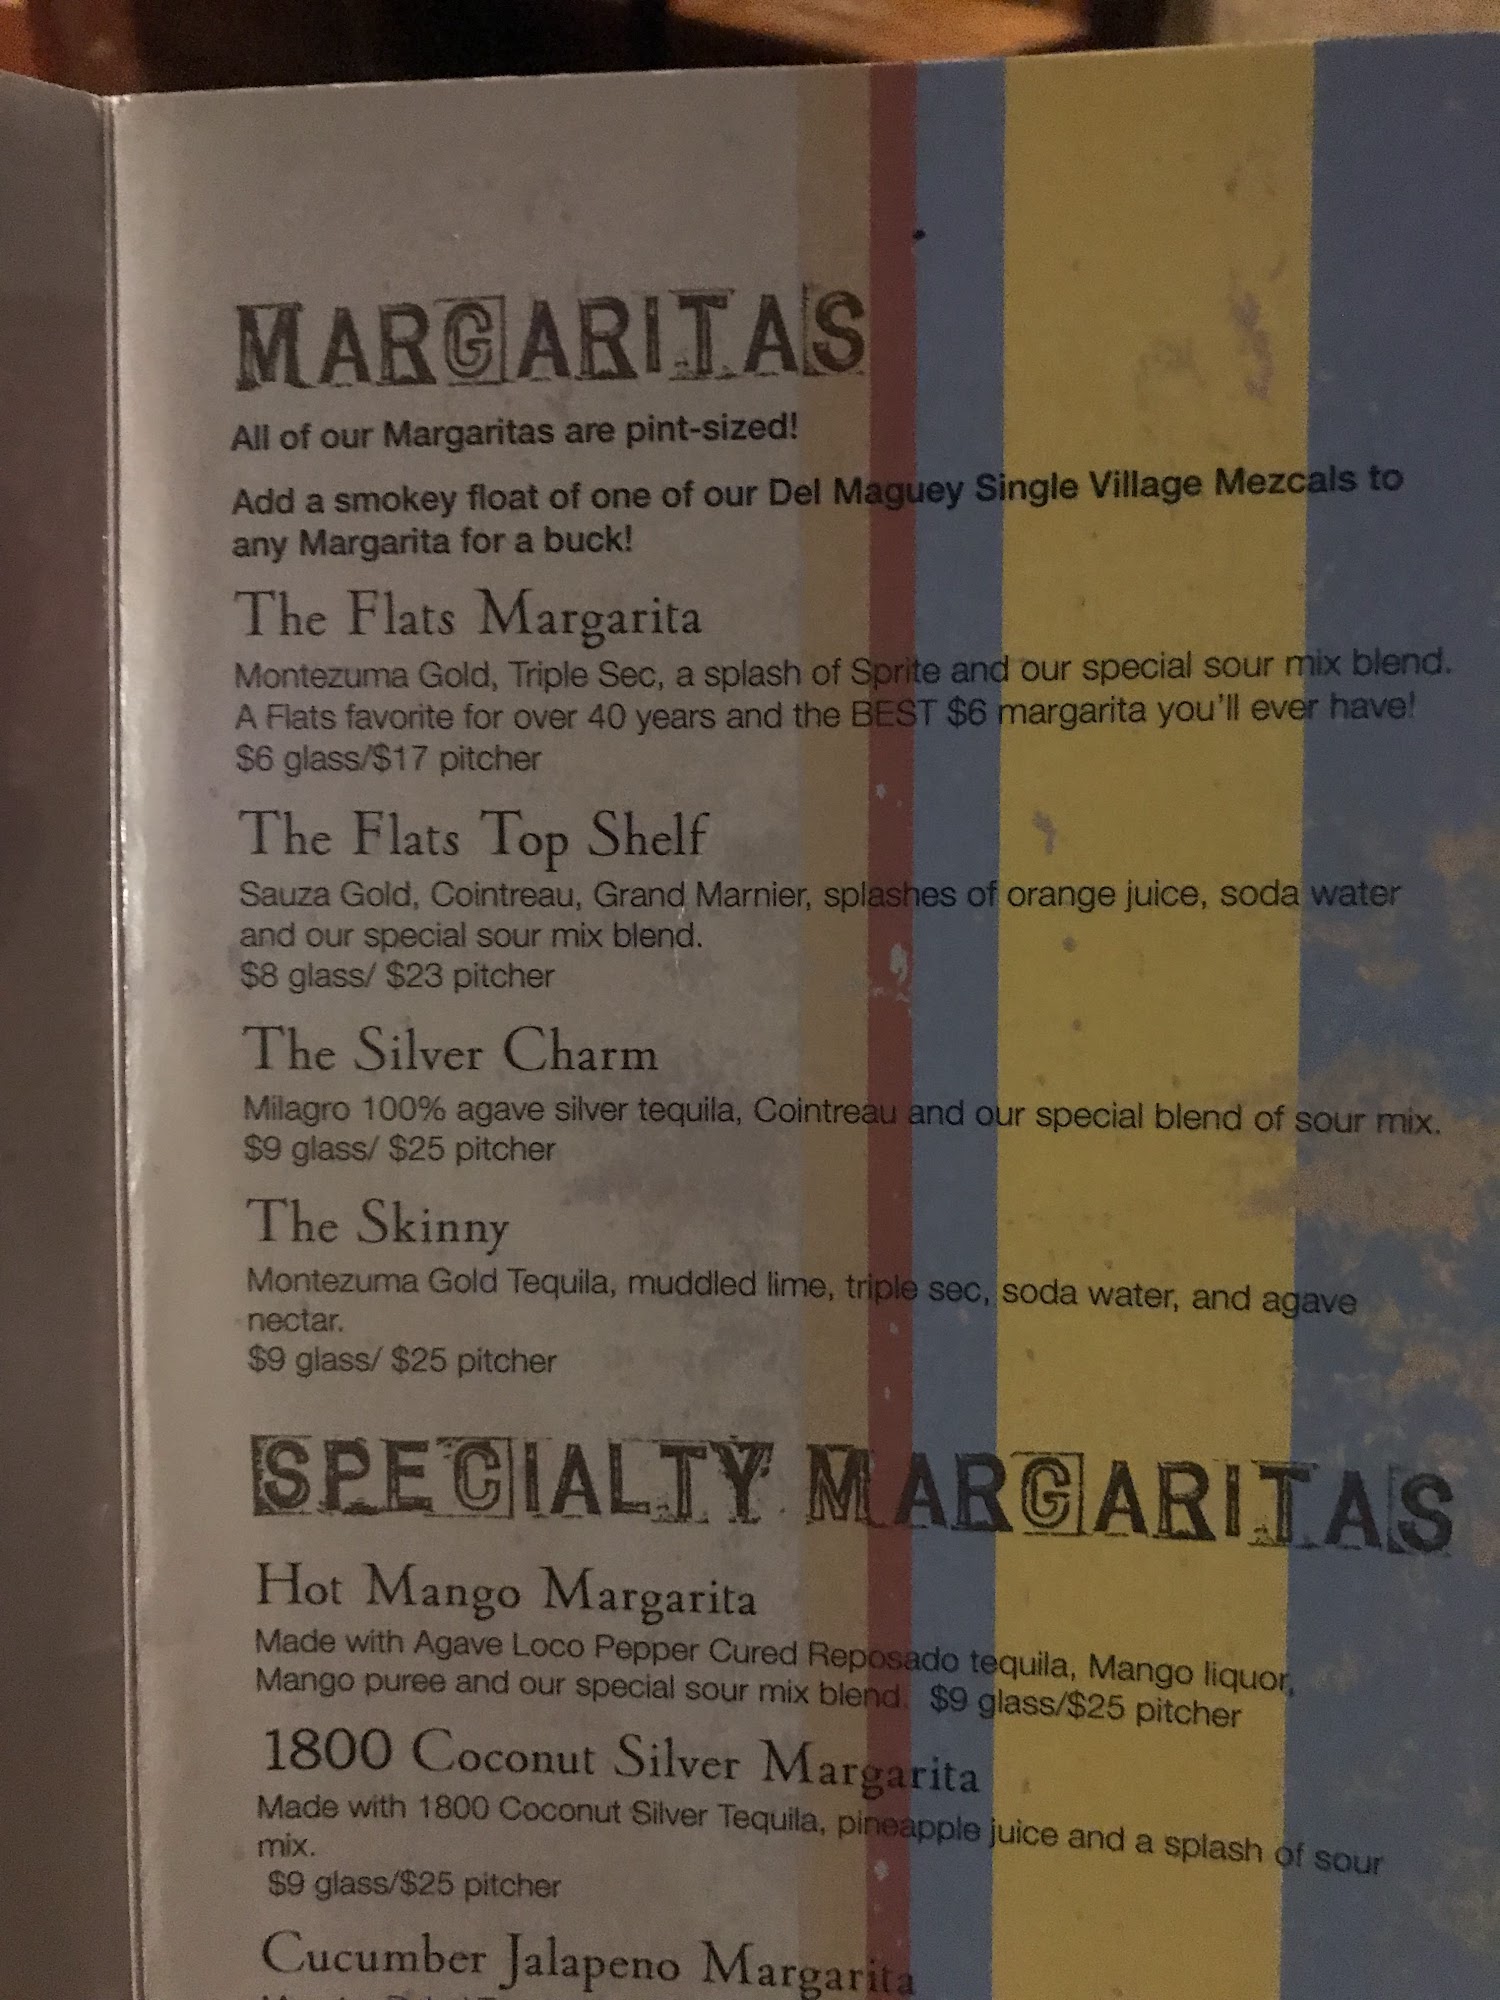 MARGARITAS
All of our Margaritas are pint-sized!
Add a smokey float of one of our Del Maguey Single Village Mezcals to
any Margarita for a buck!
The Flats Margarita
Montezuma Gold, Triple Sec, a splash of Sprite and our special sour mix blend.
A Flats favorite for over 40 years and the BEST $6 margarita you'll ever have!
$6 glass/$17 pitcher
The Flats Top Shelf
Sauza Gold, Cointreau, Grand Marnier, splashes of orange juice, soda water
and our special sour mix blend.
$8 glass/ $23 pitcher
The Silver Charm
Milagro 100% agave silver tequila, Cointreau and our special blend of sour mix.
$9 glass/ $25 pitcher
The Skinny
Montezuma Gold Tequila, muddled lime, triple sec, soda water, and agave
nectar.
$9 glass/ $25 pitcher
SPECIALTY MARGARITAS
Hot Mango Margarita
Made with Agave Loco Pepper Cured Reposado tequila, Mango liquor,
Mango puree and our special sour mix blend. $9 glass/$25 pitcher
1800 Coconut Silver Margarita
Made with 1800 Coconut Silver Tequila, pineapple juice and a splash of sour
mix.
$9 glass/$25 pitcher
Cucumber Jalapeno Margarita